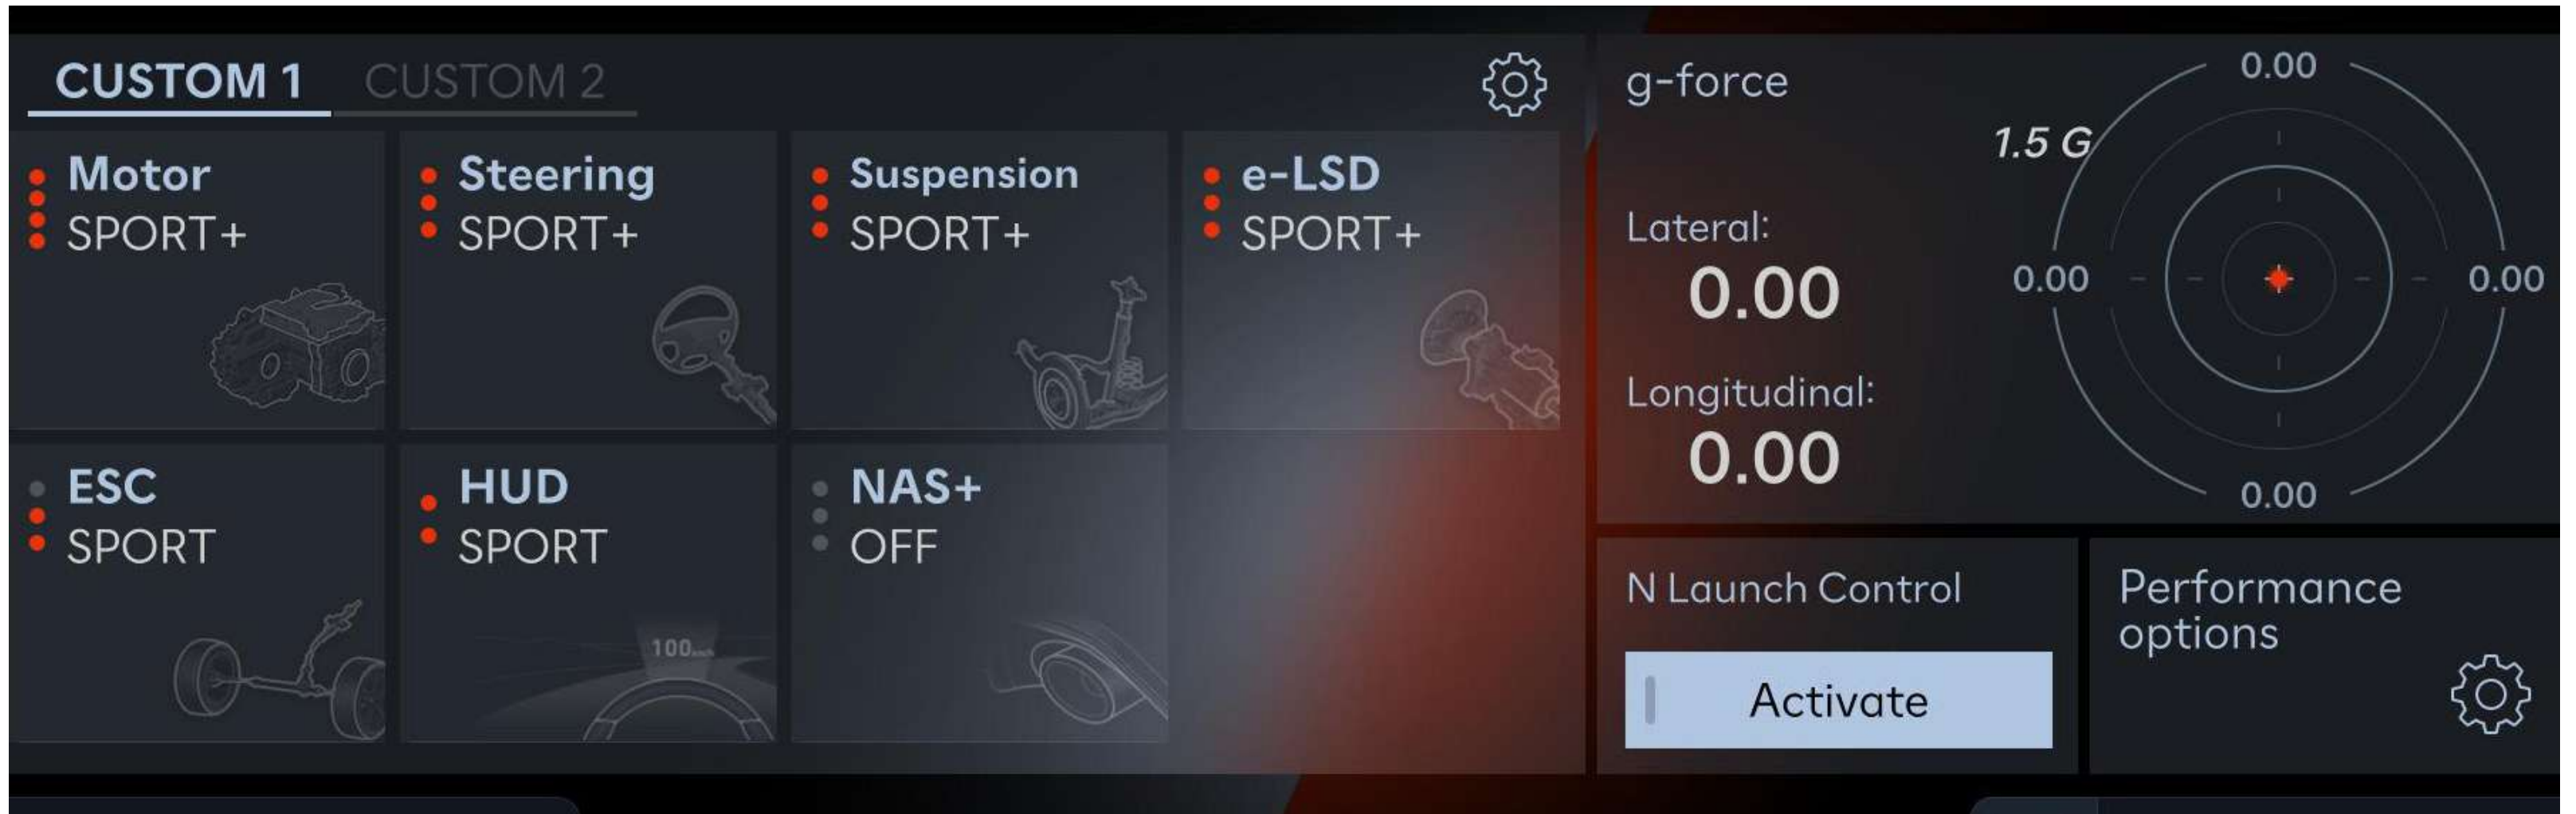 CUSTOM 1 CUSTOM 2
Motor
SPORT+
Steering
SPORT+
Suspension
SPORT+
e-LSD
SPORT+
ESC
SPORT
HUD
SPORT
100
NAS+
OFF
g-force
1.5 G
0.00
Lateral:
0.00
0.00
0.00
Longitudinal:
0.00
0.00
N Launch Control
Activate
Performance
options